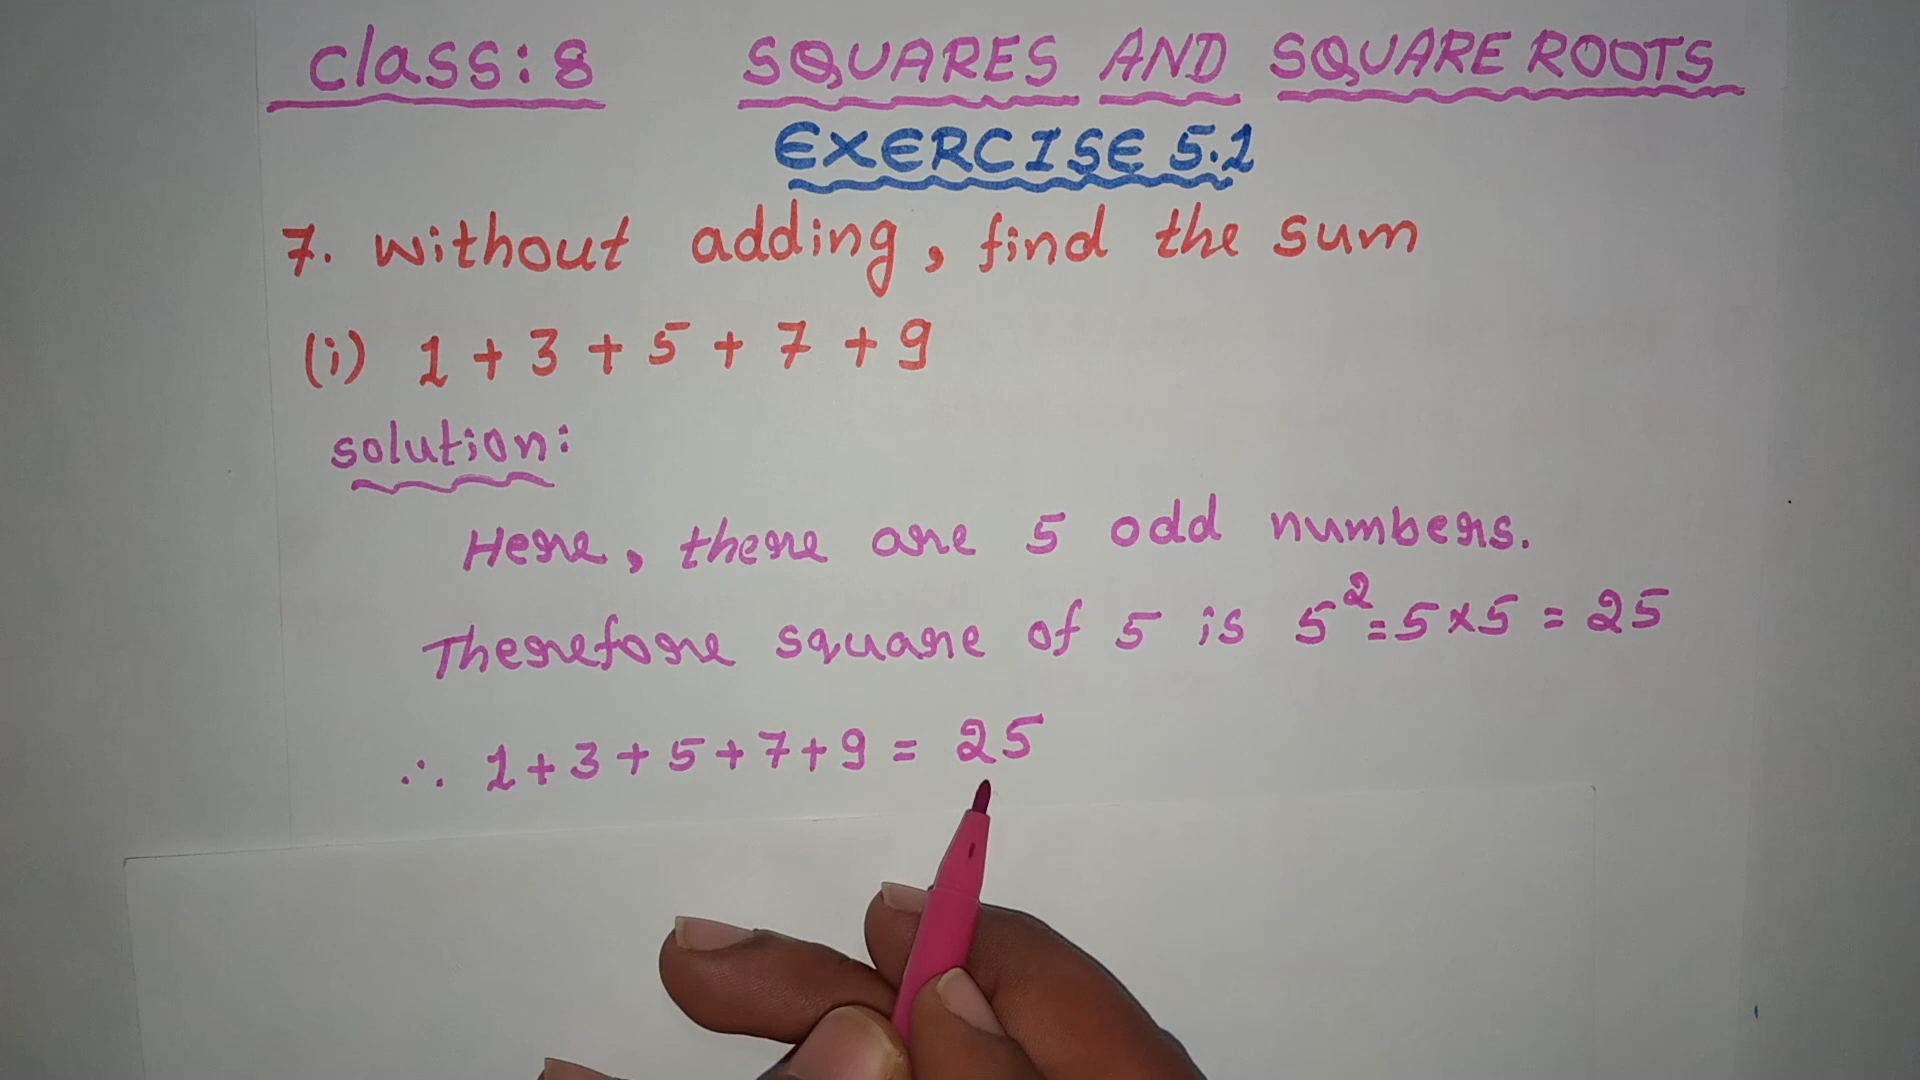 class: 8 SQUARES AND SQUARE ROOTS
EXERCISE 5.1
7. without adding, find the sum
(i) 1 + 3 + 5 + 7 + 9
solution:
Here, there are 5 odd numbers.
Therefore square of 5 is 5² = 5 × 5 = 25
∴ 1 + 3 + 5 + 7 + 9 = 25